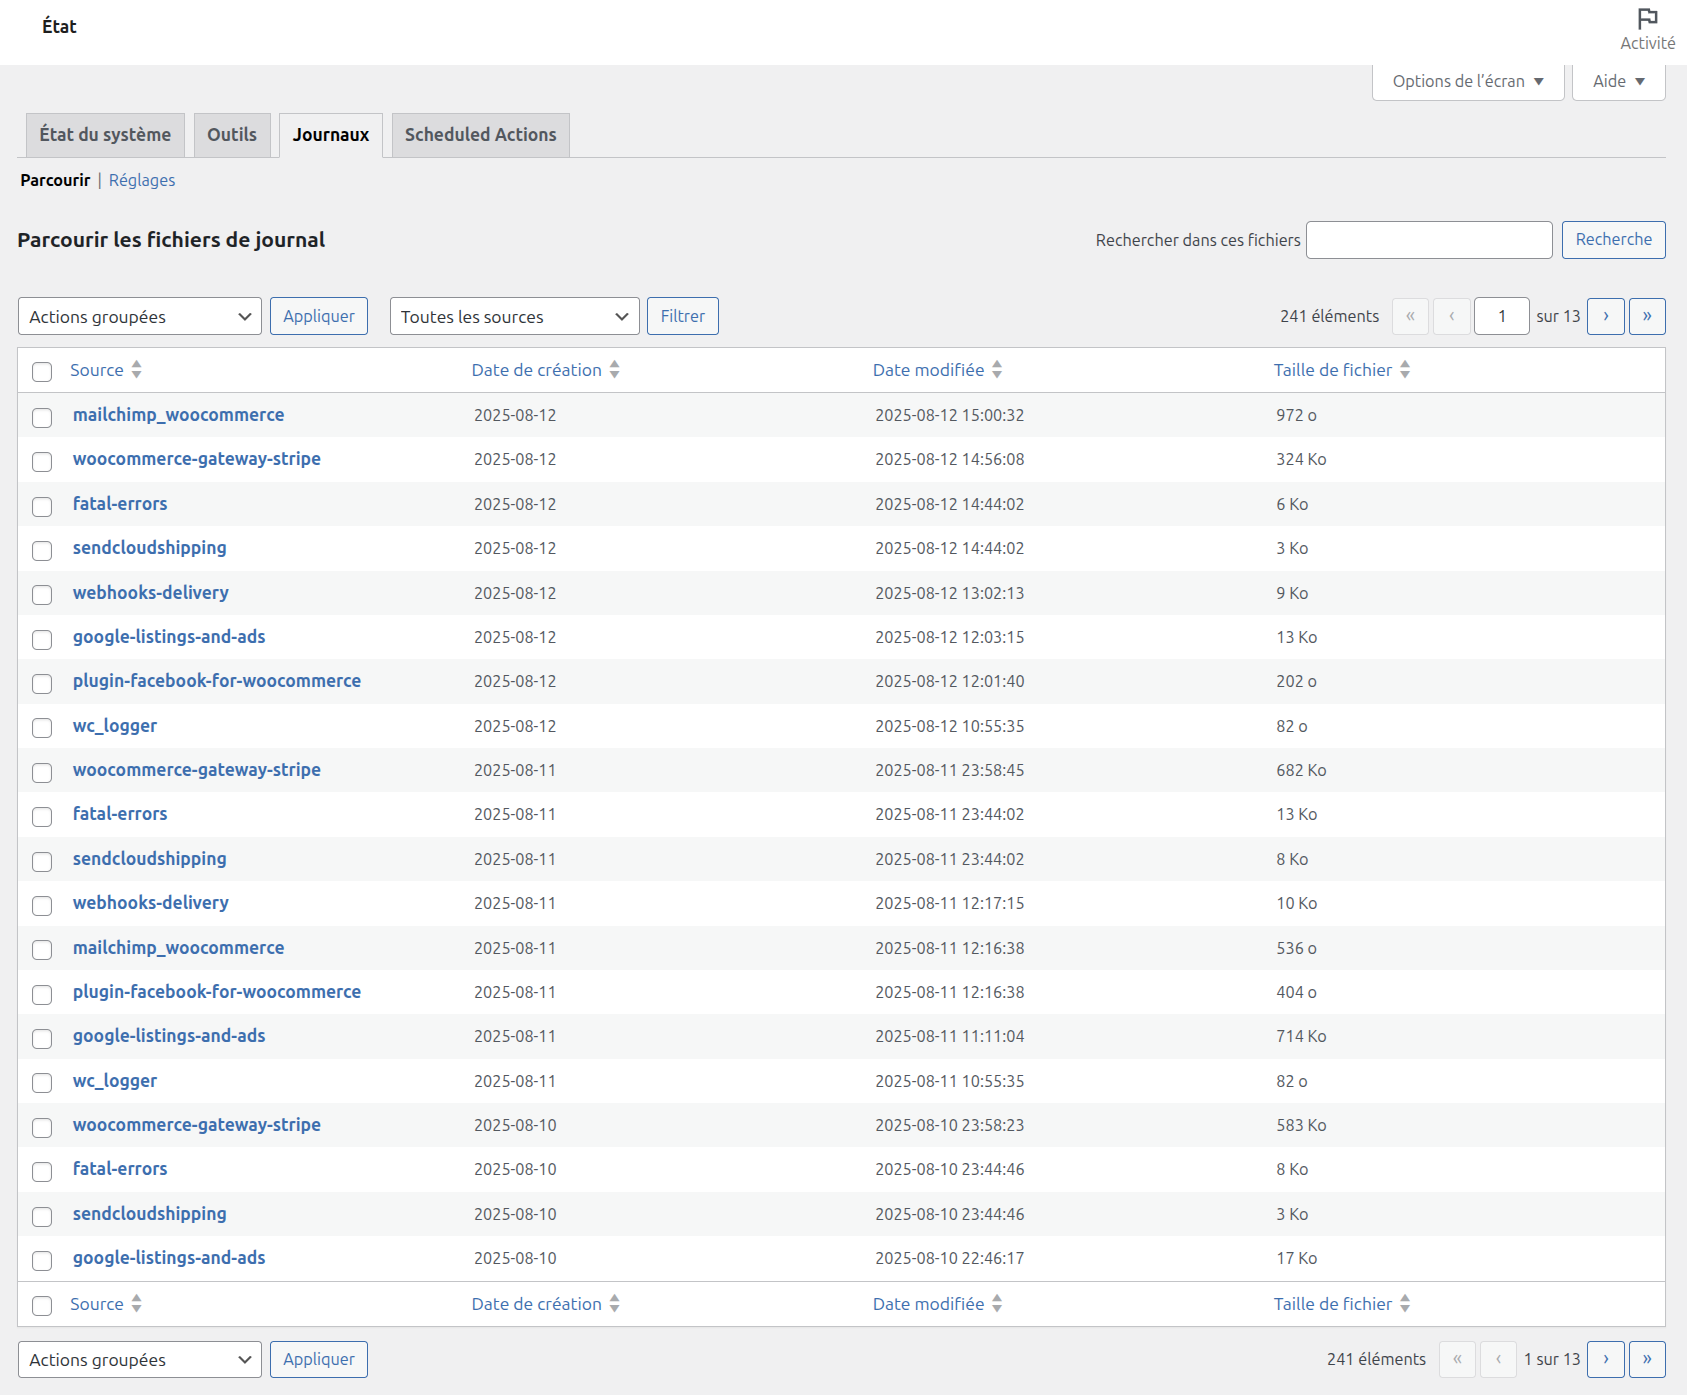 État
Activité
Options de l'écran ▼ Aide ▼
État du système Outils Journaux Scheduled Actions
Parcourir | Réglages
Parcourir les fichiers de journal Rechercher dans ces fichiers Recherche
Actions groupées Appliquer Toutes les sources Filtrer 241 éléments « ‹ 1 sur 13 › »
Source Date de création Date modifiée Taille de fichier
mailchimp_woocommerce 2025-08-12 2025-08-12 15:00:32 972 o
woocommerce-gateway-stripe 2025-08-12 2025-08-12 14:56:08 324 Ko
fatal-errors 2025-08-12 2025-08-12 14:44:02 6 Ko
sendcloudshipping 2025-08-12 2025-08-12 14:44:02 3 Ko
webhooks-delivery 2025-08-12 2025-08-12 13:02:13 9 Ko
google-listings-and-ads 2025-08-12 2025-08-12 12:03:15 13 Ko
plugin-facebook-for-woocommerce 2025-08-12 2025-08-12 12:01:40 202 o
wc_logger 2025-08-12 2025-08-12 10:55:35 82 o
woocommerce-gateway-stripe 2025-08-11 2025-08-11 23:58:45 682 Ko
fatal-errors 2025-08-11 2025-08-11 23:44:02 13 Ko
sendcloudshipping 2025-08-11 2025-08-11 23:44:02 8 Ko
webhooks-delivery 2025-08-11 2025-08-11 12:17:15 10 Ko
mailchimp_woocommerce 2025-08-11 2025-08-11 12:16:38 536 o
plugin-facebook-for-woocommerce 2025-08-11 2025-08-11 12:16:38 404 o
google-listings-and-ads 2025-08-11 2025-08-11 11:11:04 714 Ko
wc_logger 2025-08-11 2025-08-11 10:55:35 82 o
woocommerce-gateway-stripe 2025-08-10 2025-08-10 23:58:23 583 Ko
fatal-errors 2025-08-10 2025-08-10 23:44:46 8 Ko
sendcloudshipping 2025-08-10 2025-08-10 23:44:46 3 Ko
google-listings-and-ads 2025-08-10 2025-08-10 22:46:17 17 Ko
Source Date de création Date modifiée Taille de fichier
Actions groupées Appliquer 241 éléments « ‹ 1 sur 13 › »